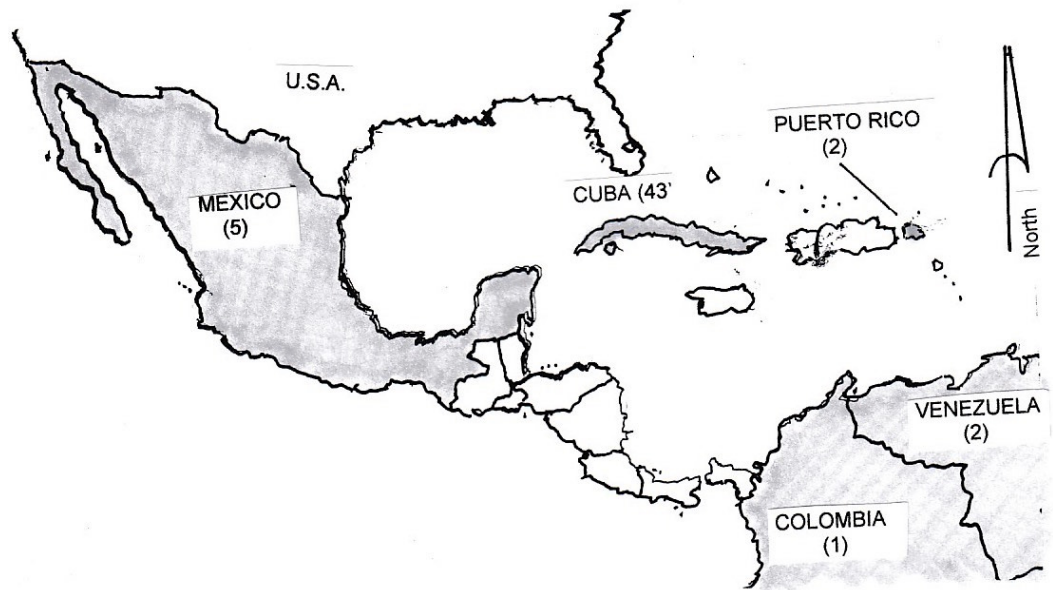 U.S.A.
PUERTO RICO
(2)
CUBA (43'
MEXICO
(5)
North
VENEZUELA
(2)
COLOMBIA
(1)